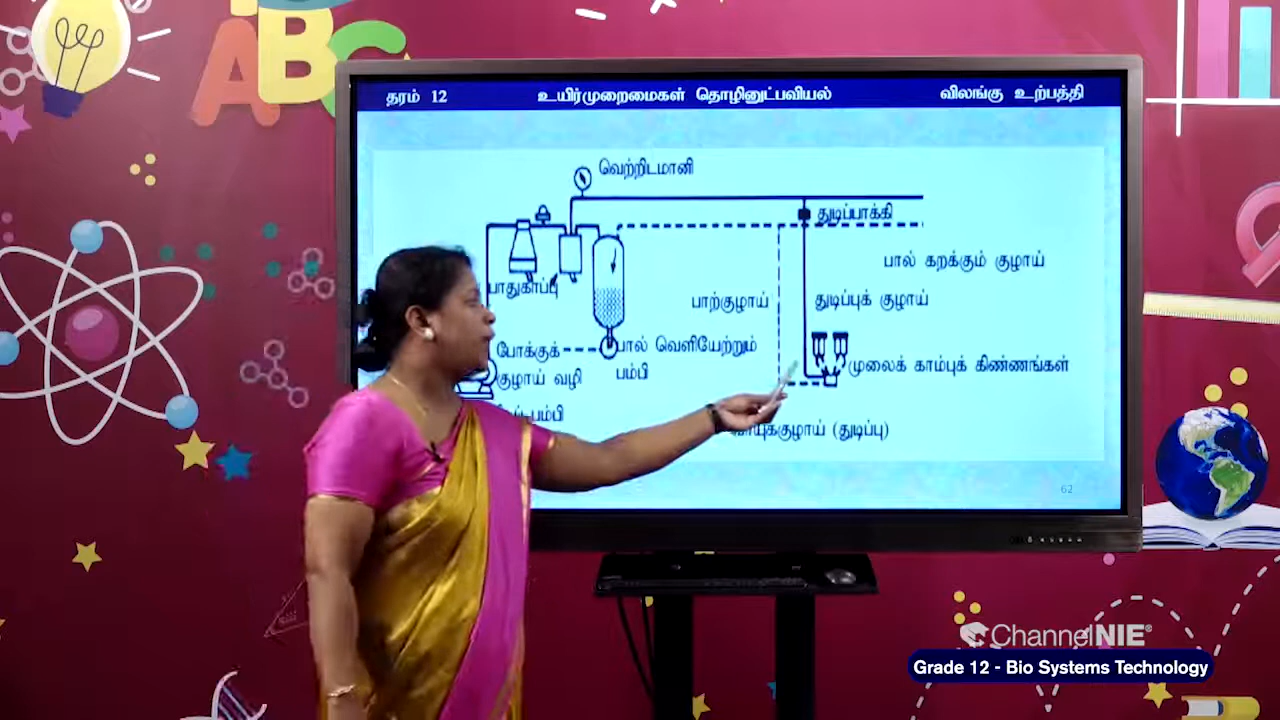 ABC
தரம் 12 உயிர்முறைமைகள் தொழினுட்பவியல் விலங்கு உற்பத்தி
வெற்றிடமானி
துடிப்பாக்கி
பால் கறக்கும் குழாய்
பாதுகாப்பு
பாற்குழாய்
துடிப்புக் குழாய்
போக்குக்
குழாய் வழி
பால் வெளியேற்றும்
பம்பி
முலைக் காம்புக் கிண்ணங்கள்
(துடிப்பு)
62
ChannelNIE®
Grade 12 - Bio Systems Technology